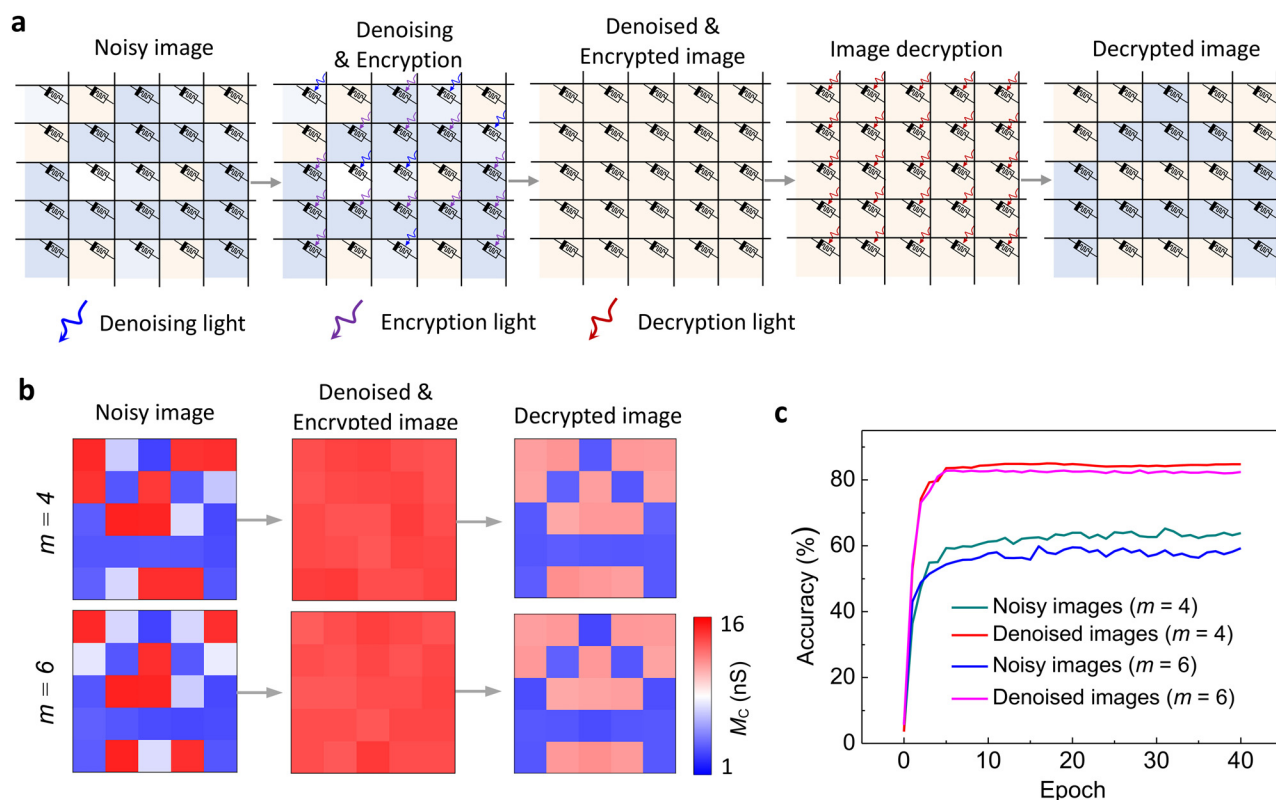 a
Noisy image
Denoising
& Encryption
Denoised &
Encrypted image
Image decryption
Decrypted image
Denoising light
Encryption light
Decryption light
b
Noisy image
Denoised &
Encrypted image
Decrypted image
m = 4
m = 6
16
M_C (nS)
1
c
Accuracy (%)
80
60
40
20
0
Noisy images (m = 4)
Denoised images (m = 4)
Noisy images (m = 6)
Denoised images (m = 6)
0 10 20 30 40
Epoch